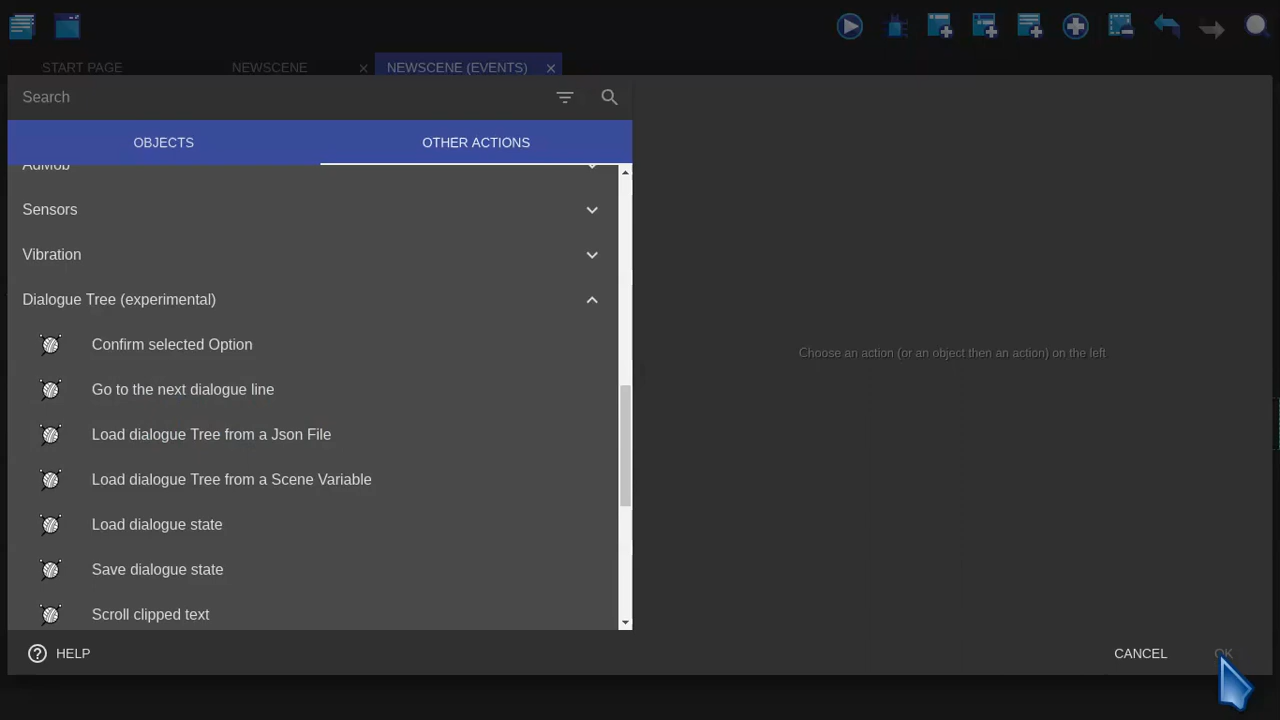 START PAGE NEWSCENE NEWSCENE (EVENTS)
Search
OBJECTS OTHER ACTIONS
AdMob
Sensors
Vibration
Dialogue Tree (experimental)
Confirm selected Option
Go to the next dialogue line
Load dialogue Tree from a Json File
Load dialogue Tree from a Scene Variable
Load dialogue state
Save dialogue state
Scroll clipped text
Choose an action (or an object then an action) on the left
HELP CANCEL OK